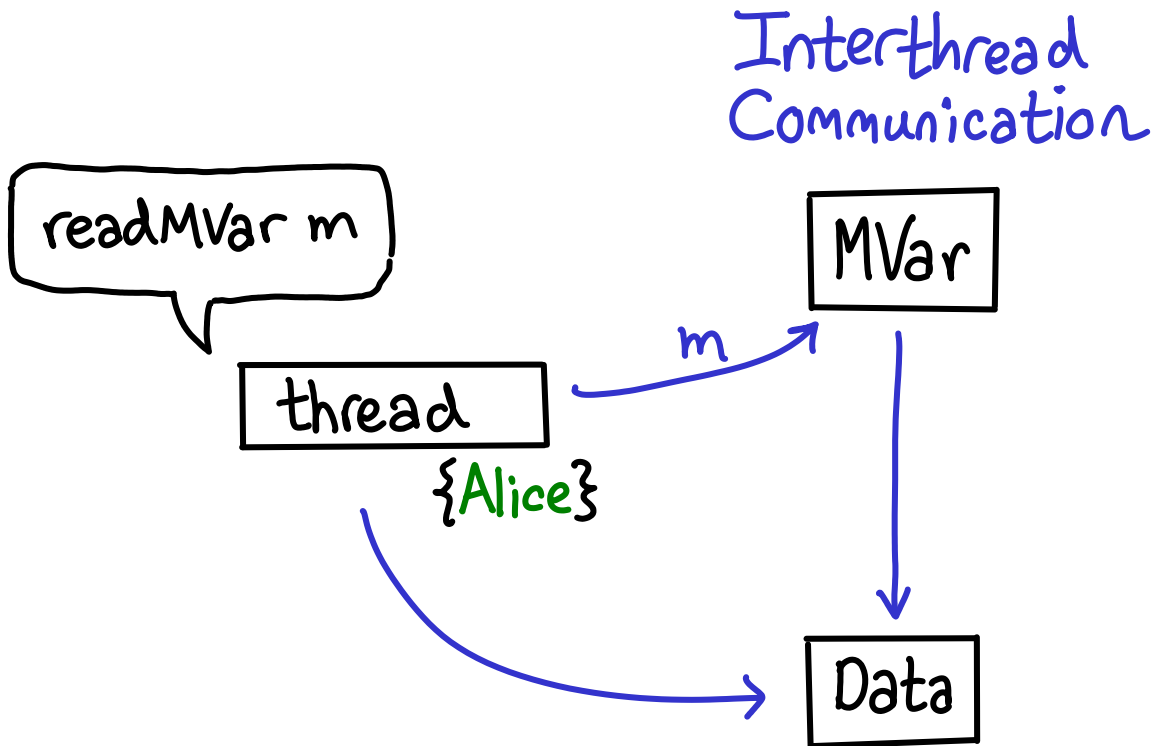 Interthread
Communication
readMVar m
MVar
m
thread
{Alice}
Data